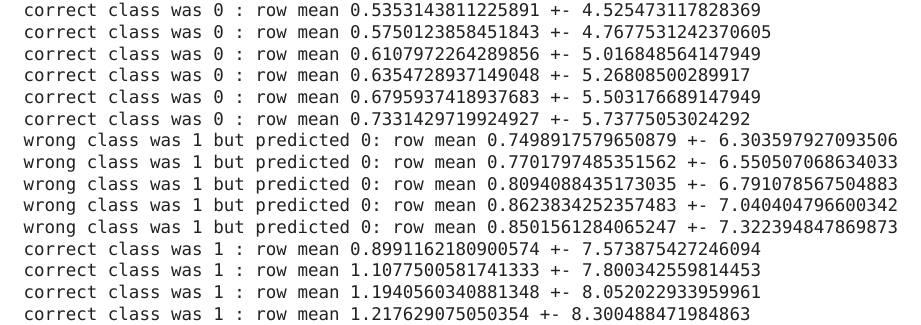 correct class was 0 : row mean 0.5353143811225891 +- 4.525473117828369
correct class was 0 : row mean 0.5750123858451843 +- 4.7677531242370605
correct class was 0 : row mean 0.6107972264289856 +- 5.016848564147949
correct class was 0 : row mean 0.6354728937149048 +- 5.26808500289917
correct class was 0 : row mean 0.6795937418937683 +- 5.503176689147949
correct class was 0 : row mean 0.7331429719924927 +- 5.73775053024292
wrong class was 1 but predicted 0: row mean 0.7498917579650879 +- 6.303597927093506
wrong class was 1 but predicted 0: row mean 0.7701797485351562 +- 6.550507068634033
wrong class was 1 but predicted 0: row mean 0.8094088435173035 +- 6.791078567504883
wrong class was 1 but predicted 0: row mean 0.8623834252357483 +- 7.040404796600342
wrong class was 1 but predicted 0: row mean 0.8501561284065247 +- 7.322394847869873
correct class was 1 : row mean 0.8991162180900574 +- 7.573875427246094
correct class was 1 : row mean 1.1077500581741333 +- 7.800342559814453
correct class was 1 : row mean 1.1940560340881348 +- 8.052022933959961
correct class was 1 : row mean 1.217629075050354 +- 8.300488471984863